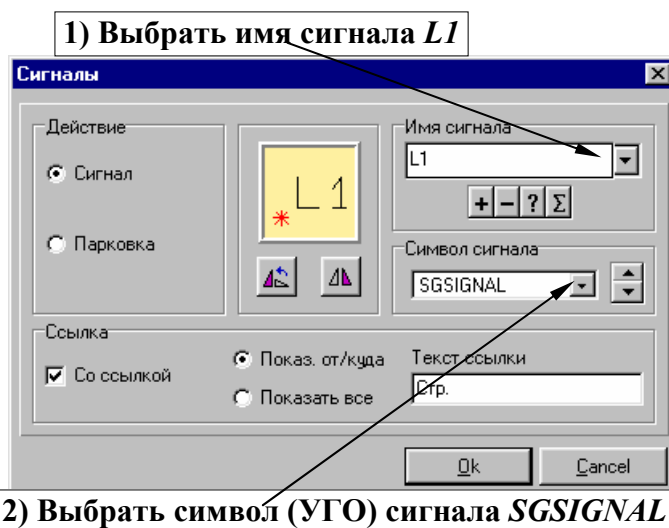 1) Выбрать имя сигнала L1
Сигналы
Действие
Сигнал
Парковка
L1
Имя сигнала
L1
+ − ? Σ
Символ сигнала
SGSIGNAL
Ссылка
Со ссылкой
Показ. от/куда
Показать все
Текст ссылки
Стр.
Ok
Cancel
2) Выбрать символ (УГО) сигнала SGSIGNAL